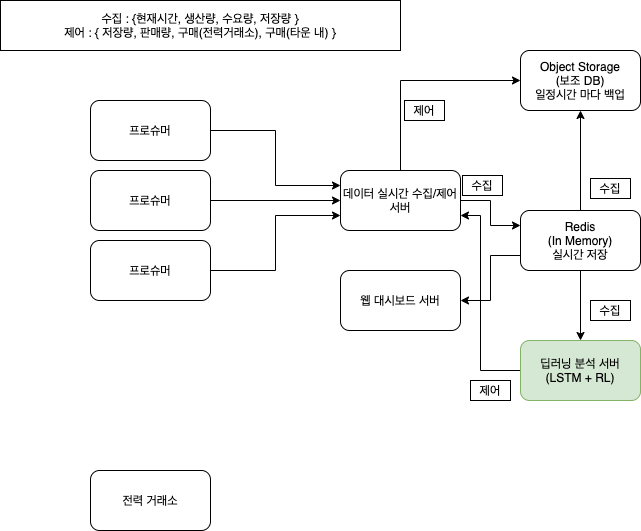 수집 : {현재시간, 생산량, 수요량, 저장량 }
제어 : { 저장량, 판매량, 구매(전력거래소), 구매(타운 내) }
Object Storage
(보조 DB)
일정시간 마다 백업
제어
프로슈머
프로슈머
프로슈머
데이터 실시간 수집/제어
서버
수집
수집
Redis
(In Memory)
실시간 저장
웹 대시보드 서버
수집
딥러닝 분석 서버
(LSTM + RL)
제어
전력 거래소